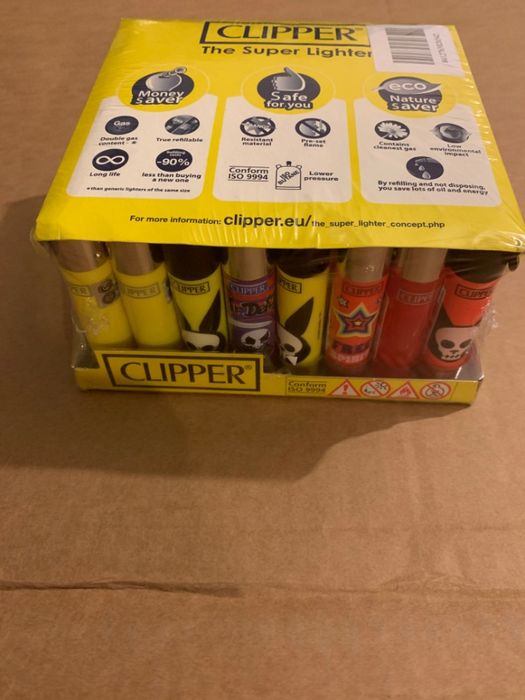 CLIPPER®
The Super Lighter
Money
saver
Safe
for you
eco
Nature
saver
Gas
Double gas
content - *
True refillable
Resistant
material
Pre-set
flame
Contains
cleanest gas
Low
environmental
impact
Long life
-90%
less than buying
a new one
Conform
ISO 9994
Lower
pressure
By refilling and not disposing,
you save lots of oil and energy
*than generic lighters of the same size
For more information: clipper.eu/the_super_lighter_concept.php
CLIPPER
CLIPPER
CLIPPER
CLIPPER
CLIPPER
CLIPPER
CLIPPER
CLIPPER
CLIPPER®
Conform
ISO 9994